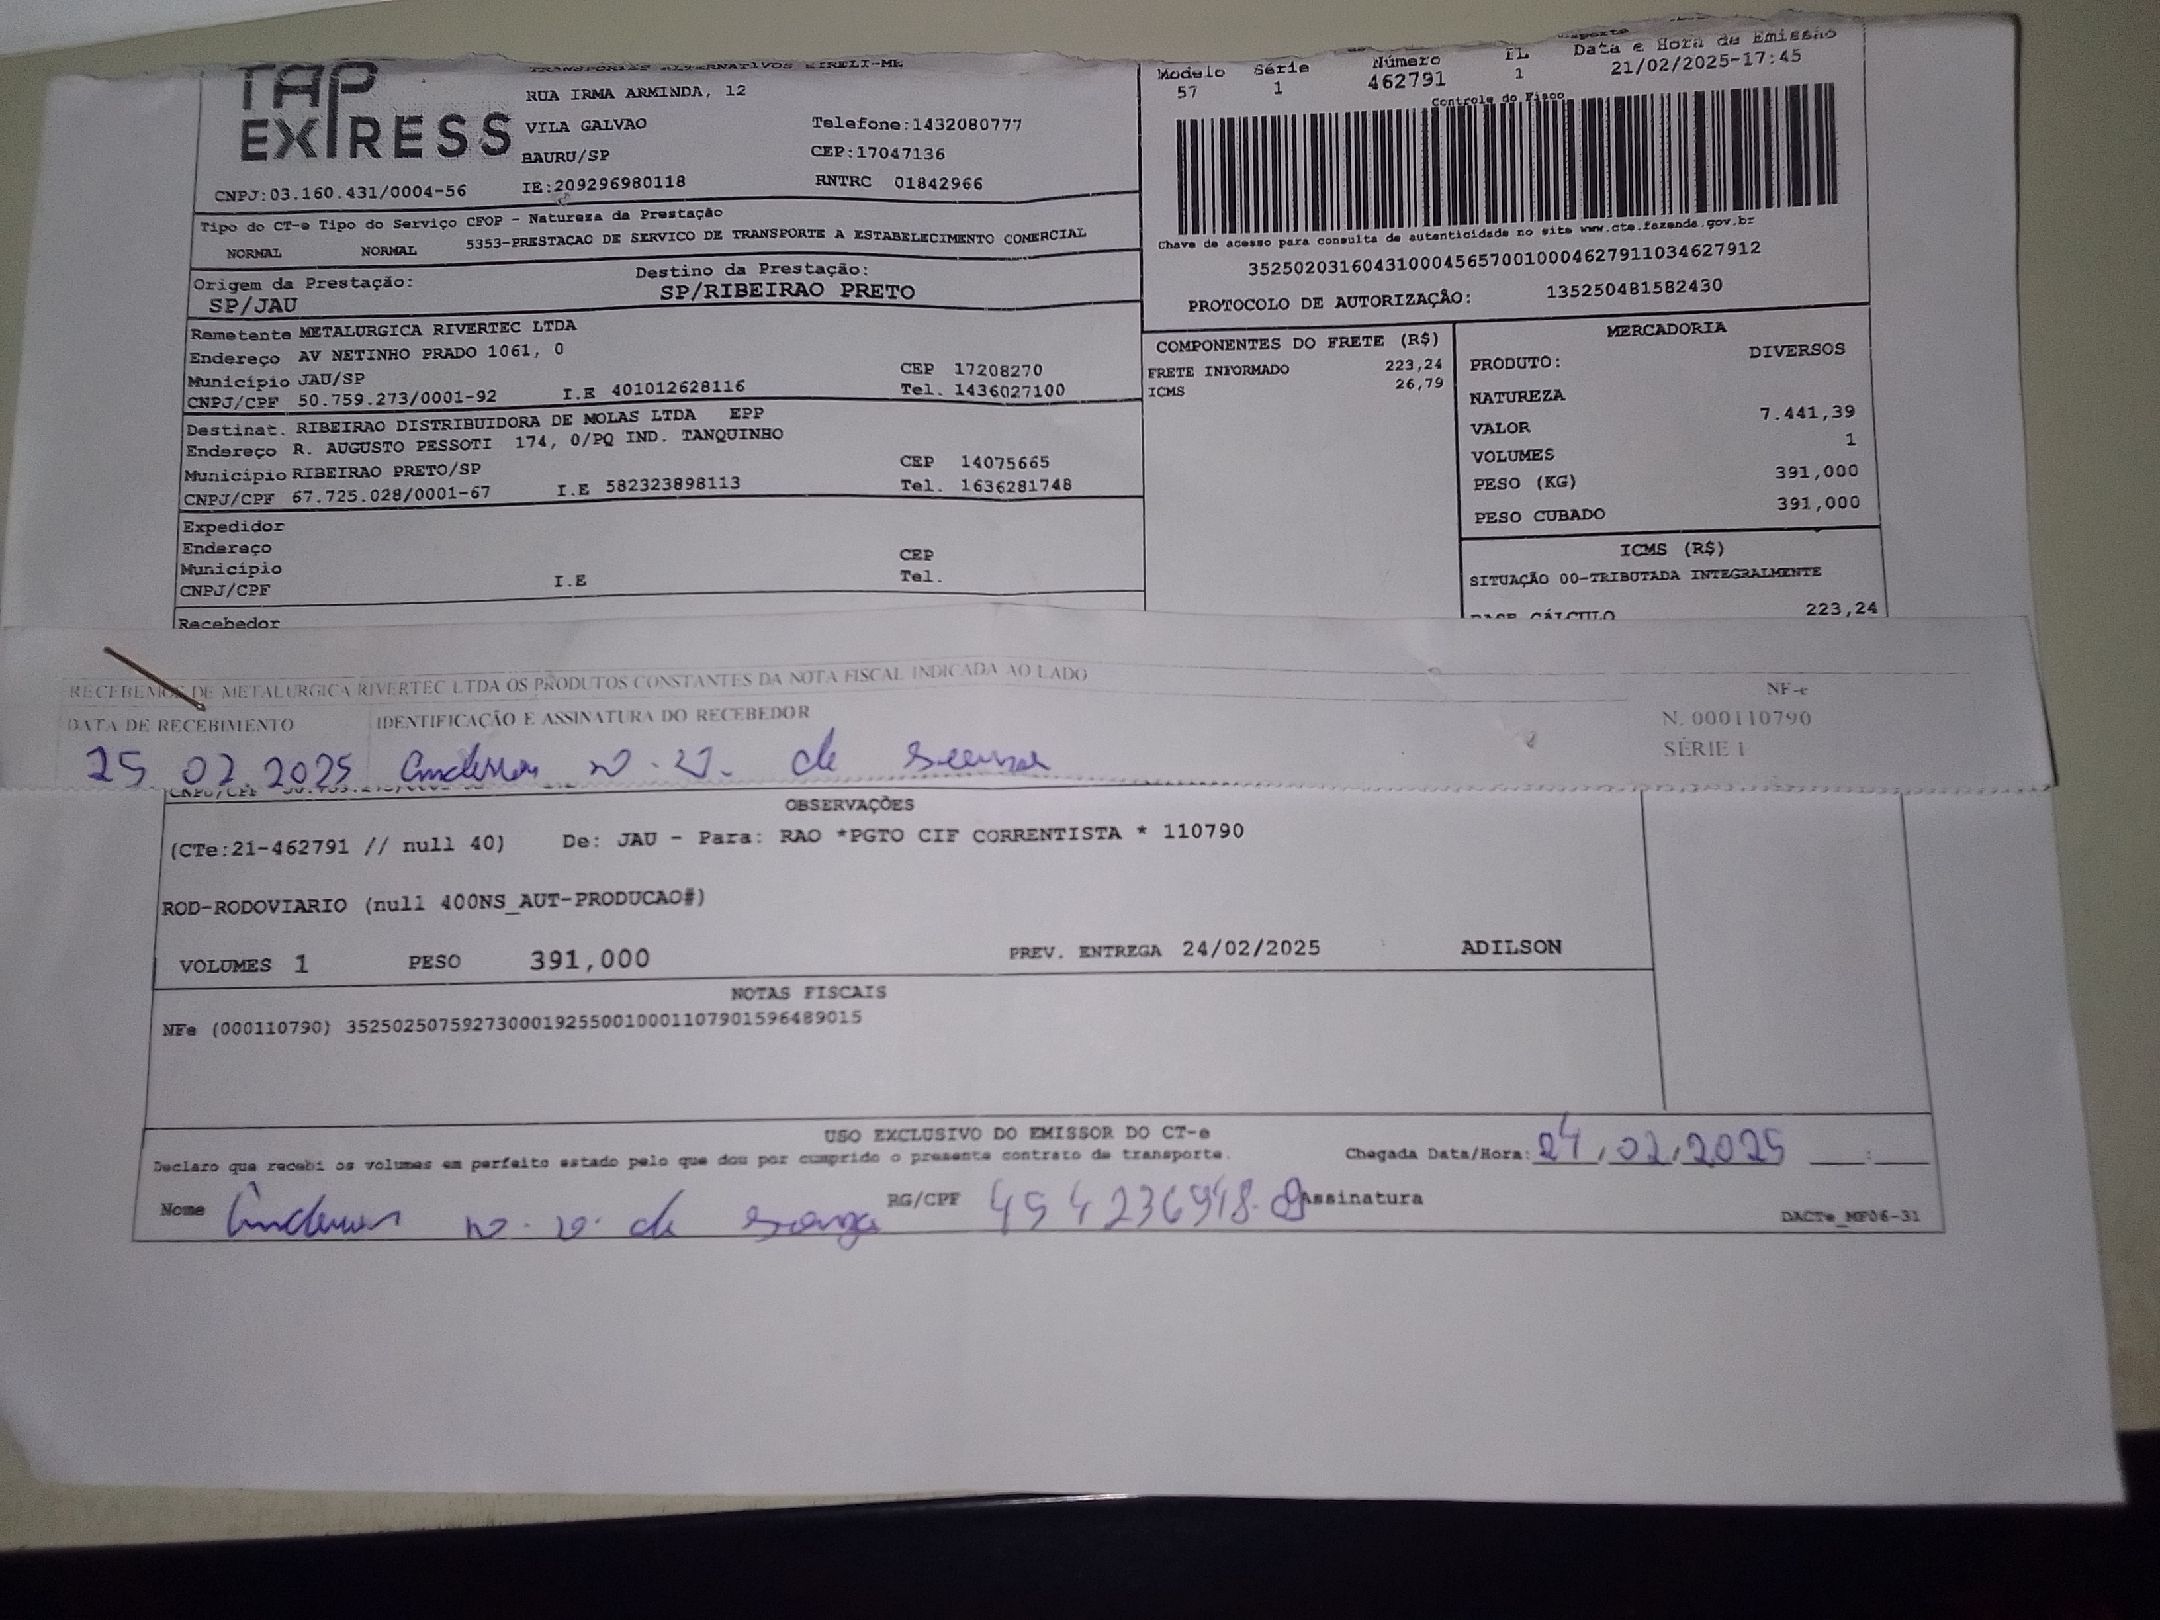 TAP
EXPRESS
TRANSPORTES ALTERNATIVOS EIRELI-ME
RUA IRMA ARMINDA, 12
VILA GALVAO Telefone:1432080777
BAURU/SP CEP:17047136
CNPJ:03.160.431/0004-56 IE:209296980118 RNTRC 01842966
Modelo Série Número FL Data e Hora de Emissão
57 1 462791 1 21/02/2025-17:45
Controle do Fisco
Chave de acesso para consulta de autenticidade no site www.cte.fazenda.gov.br
35250203160431000456570010004627911034627912
PROTOCOLO DE AUTORIZAÇÃO: 135250481582430
Tipo do CT-e Tipo do Serviço CFOP - Natureza da Prestação
NORMAL NORMAL 5353-PRESTACAO DE SERVICO DE TRANSPORTE A ESTABELECIMENTO COMERCIAL
Origem da Prestação: Destino da Prestação:
SP/JAU SP/RIBEIRAO PRETO
Remetente METALURGICA RIVERTEC LTDA
Endereço AV NETINHO PRADO 1061, 0
Município JAU/SP CEP 17208270
CNPJ/CPF 50.759.273/0001-92 I.E 401012628116 Tel. 1436027100
Destinat. RIBEIRAO DISTRIBUIDORA DE MOLAS LTDA EPP
Endereço R. AUGUSTO PESSOTI 174, 0/PQ IND. TANQUINHO
Município RIBEIRAO PRETO/SP CEP 14075665
CNPJ/CPF 67.725.028/0001-67 I.E 582323898113 Tel. 1636281748
Expedidor
Endereço
Município CEP
CNPJ/CPF I.E Tel.
Recebedor
COMPONENTES DO FRETE (R$)
FRETE INFORMADO 223,24
ICMS 26,79
MERCADORIA
PRODUTO: DIVERSOS
NATUREZA
VALOR 7.441,39
VOLUMES 1
PESO (KG) 391,000
PESO CUBADO 391,000
ICMS (R$)
SITUAÇÃO 00-TRIBUTADA INTEGRALMENTE
BASE CÁLCULO 223,24
RECEBEMOS DE METALURGICA RIVERTEC LTDA OS PRODUTOS CONSTANTES DA NOTA FISCAL INDICADA AO LADO
DATA DE RECEBIMENTO IDENTIFICAÇÃO E ASSINATURA DO RECEBEDOR
25 02.2025 Anderson de
NF-e
N. 000110790
SÉRIE 1
OBSERVAÇÕES
(CTe:21-462791 // null 40) De: JAU - Para: RAO *PGTO CIF CORRENTISTA * 110790
ROD-RODOVIARIO (null 400NS_AUT-PRODUCAO#)
VOLUMES 1 PESO 391,000 PREV. ENTREGA 24/02/2025 ADILSON
NOTAS FISCAIS
NFe (000110790) 35250250759273000192550010001107901596489015
USO EXCLUSIVO DO EMISSOR DO CT-e
Declaro que recebi os volumes em perfeito estado pelo que dou por cumprido o presente contrato de transporte. Chegada Data/Hora: 24/02/2025 :
Nome Anderson de souza RG/CPF Assinatura
DACTe_MF06-31